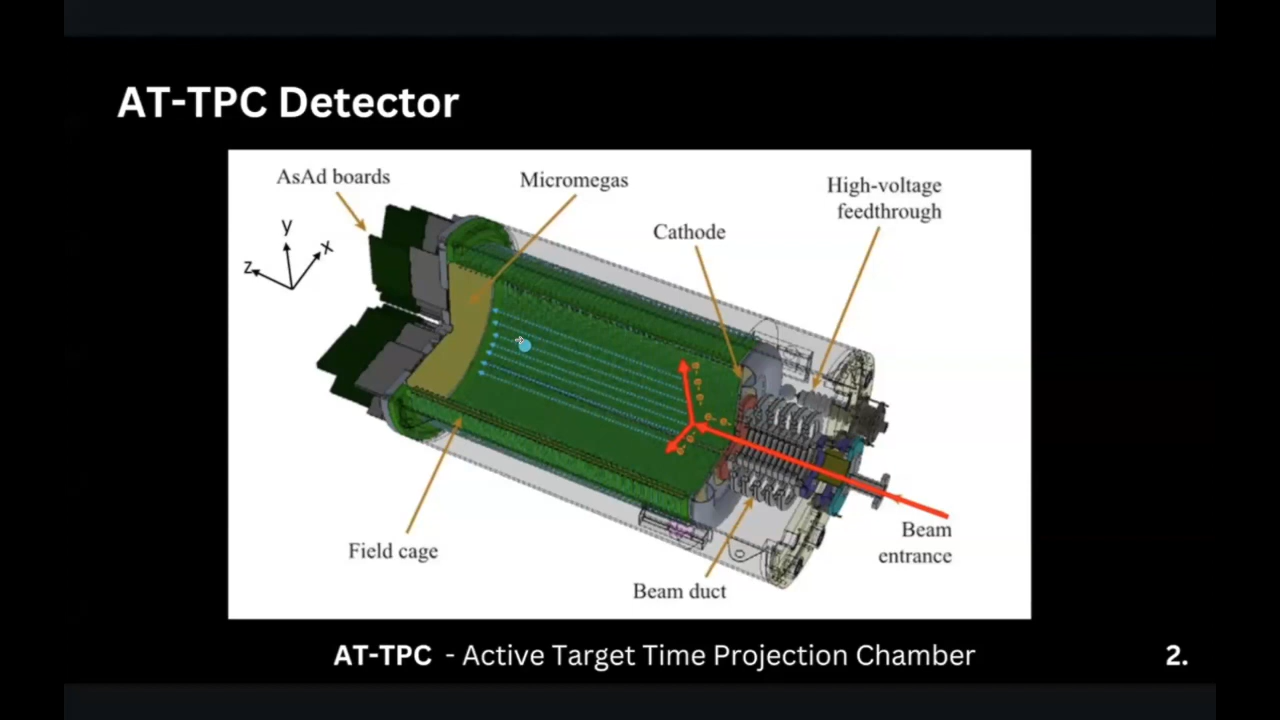 AT-TPC Detector
AsAd boards
Micromegas
High-voltage
feedthrough
Cathode
y
x
z
Field cage
Beam duct
Beam
entrance
AT-TPC - Active Target Time Projection Chamber
2.